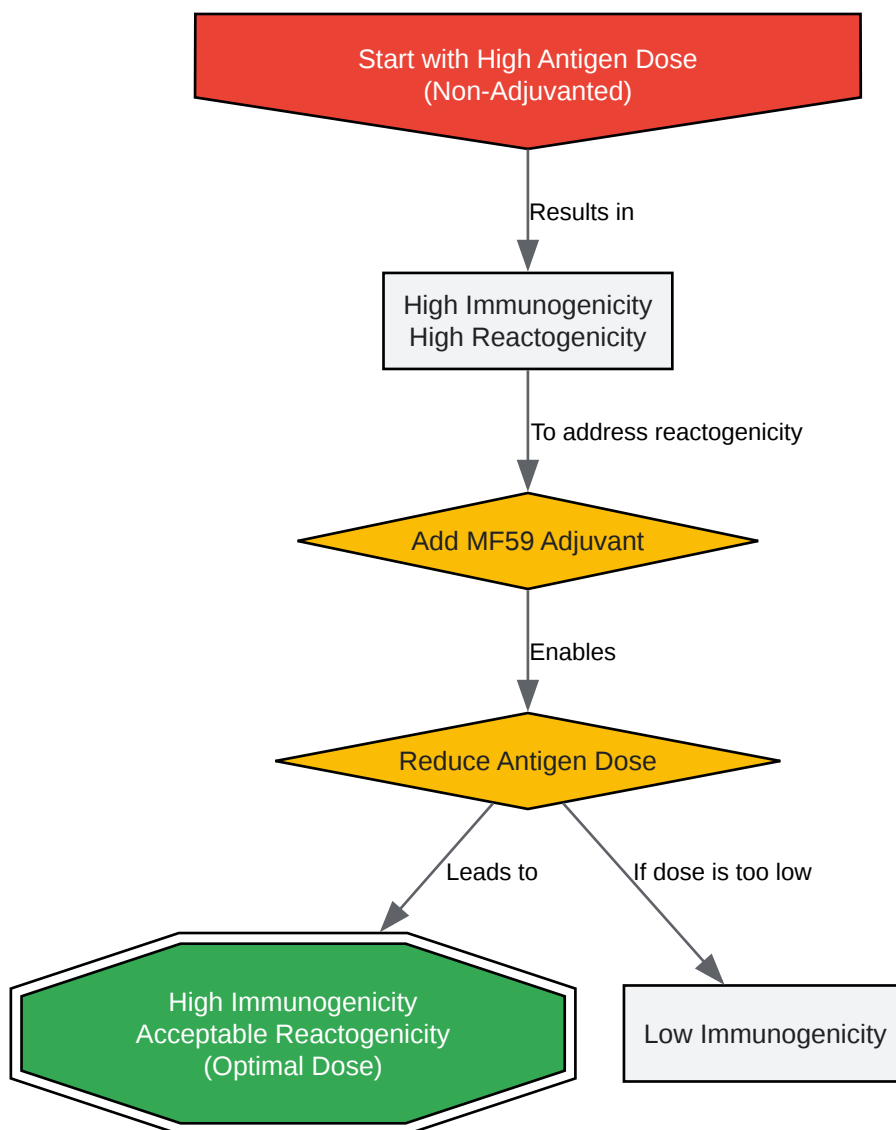 Start with High Antigen Dose
(Non-Adjuvanted)
Results in
High Immunogenicity
High Reactogenicity
To address reactogenicity
Add MF59 Adjuvant
Enables
Reduce Antigen Dose
Leads to
If dose is too low
High Immunogenicity
Acceptable Reactogenicity
(Optimal Dose)
Low Immunogenicity